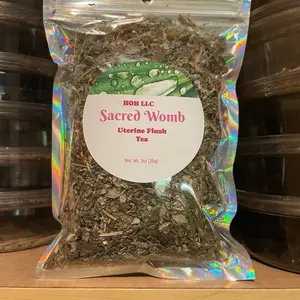 HOH LLC
Sacred Womb
Uterine Flush
Tea
Net Wt. 1oz (28g)